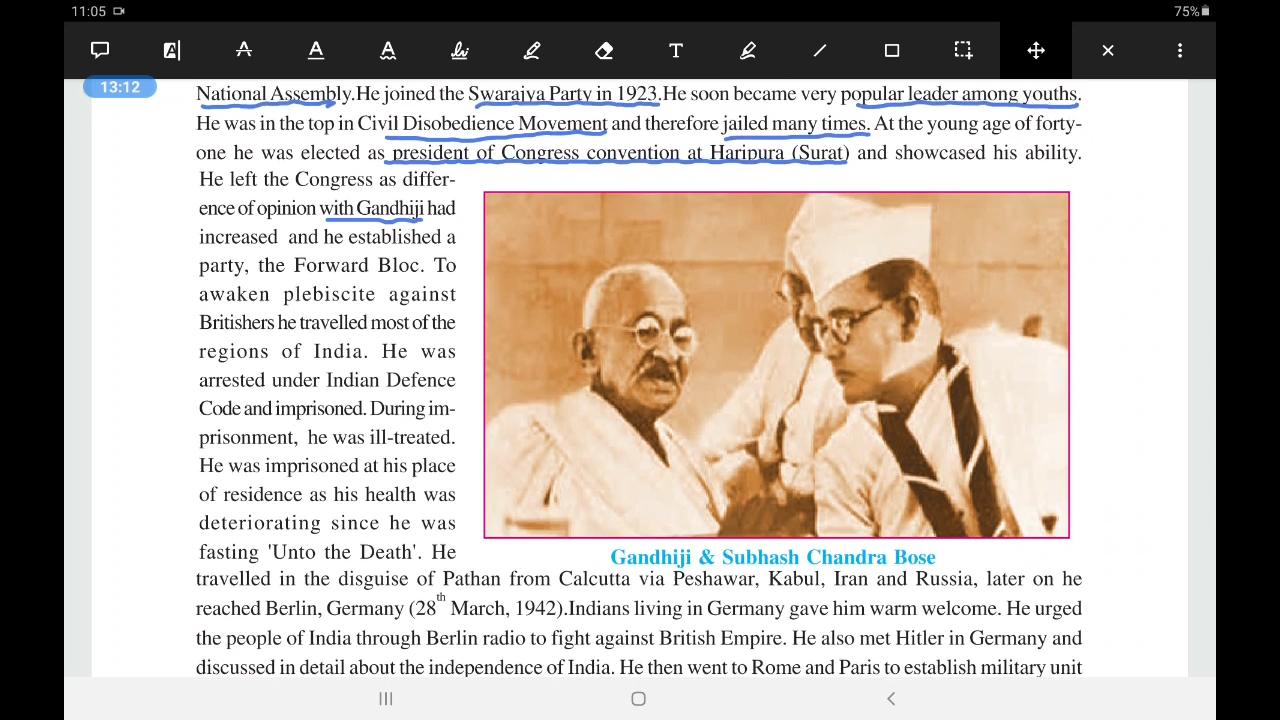 11:05
75%
13:12
National Assembly.He joined the Swarajya Party in 1923.He soon became very popular leader among youths.
He was in the top in Civil Disobedience Movement and therefore jailed many times. At the young age of forty-
one he was elected as president of Congress convention at Haripura (Surat) and showcased his ability.
He left the Congress as differ-
ence of opinion with Gandhiji had
increased and he established a
party, the Forward Bloc. To
awaken plebiscite against
Britishers he travelled most of the
regions of India. He was
arrested under Indian Defence
Code and imprisoned. During im-
prisonment, he was ill-treated.
He was imprisoned at his place
of residence as his health was
deteriorating since he was
fasting 'Unto the Death'. He
Gandhiji & Subhash Chandra Bose
travelled in the disguise of Pathan from Calcutta via Peshawar, Kabul, Iran and Russia, later on he
reached Berlin, Germany (28th March, 1942).Indians living in Germany gave him warm welcome. He urged
the people of India through Berlin radio to fight against British Empire. He also met Hitler in Germany and
discussed in detail about the independence of India. He then went to Rome and Paris to establish military unit